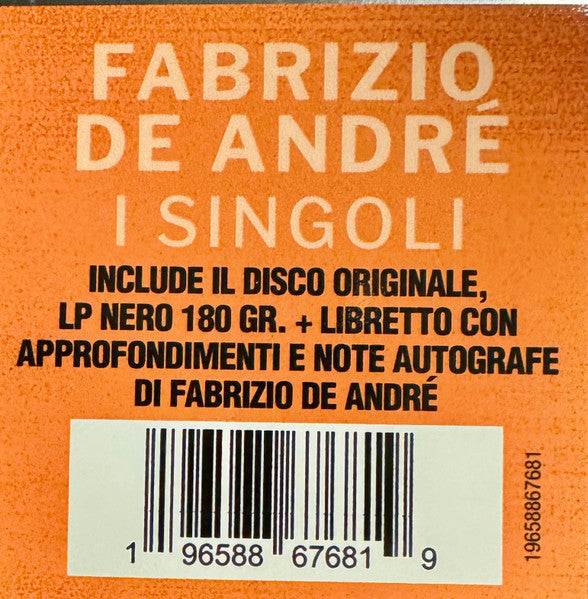 FABRIZIO
DE ANDRÉ
I SINGOLI
INCLUDE IL DISCO ORIGINALE,
LP NERO 180 GR. + LIBRETTO CON
APPROFONDIMENTI E NOTE AUTOGRAFE
DI FABRIZIO DE ANDRÉ
1 96588 67681 9
19658867681